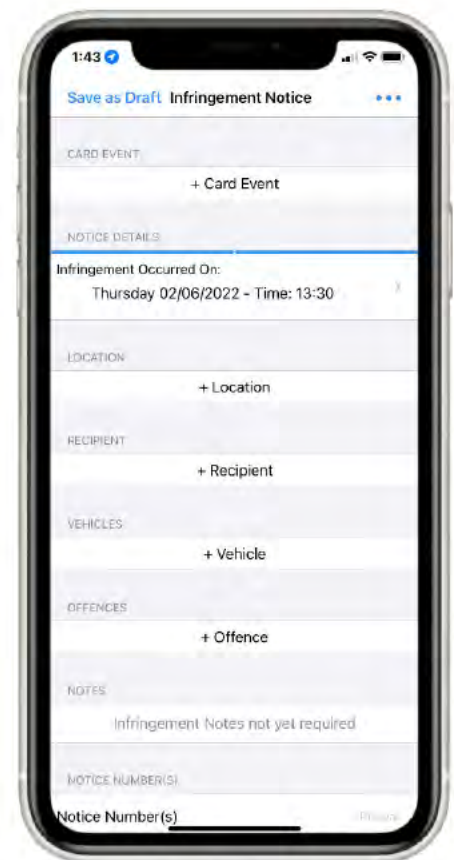 1:43
Save as Draft Infringement Notice
CARD EVENT
+ Card Event
NOTICE DETAILS
Infringement Occurred On:
Thursday 02/06/2022 - Time: 13:30
LOCATION
+ Location
RECIPIENT
+ Recipient
VEHICLES
+ Vehicle
OFFENCES
+ Offence
NOTES
Infringement Notes not yet required
NOTICE NUMBER(S)
Notice Number(s)